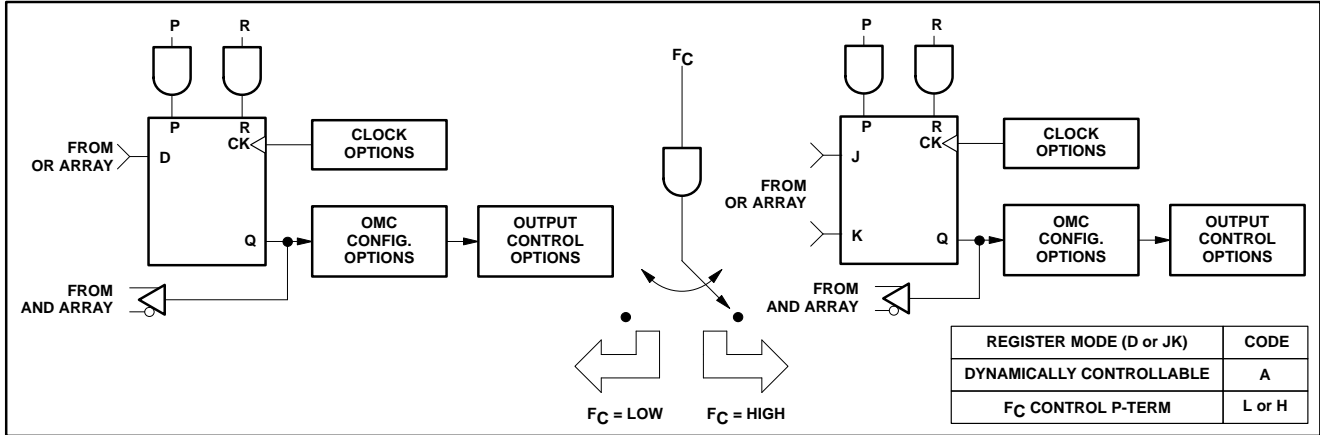 P R
P R
CK
D
FROM
OR ARRAY
CLOCK
OPTIONS
Q
OMC
CONFIG.
OPTIONS
OUTPUT
CONTROL
OPTIONS
FROM
AND ARRAY
FC
FC = LOW
FC = HIGH
P R
P R
CK
J
FROM
OR ARRAY
K
CLOCK
OPTIONS
Q
OMC
CONFIG.
OPTIONS
OUTPUT
CONTROL
OPTIONS
FROM
AND ARRAY
REGISTER MODE (D or JK) CODE
DYNAMICALLY CONTROLLABLE A
FC CONTROL P-TERM L or H